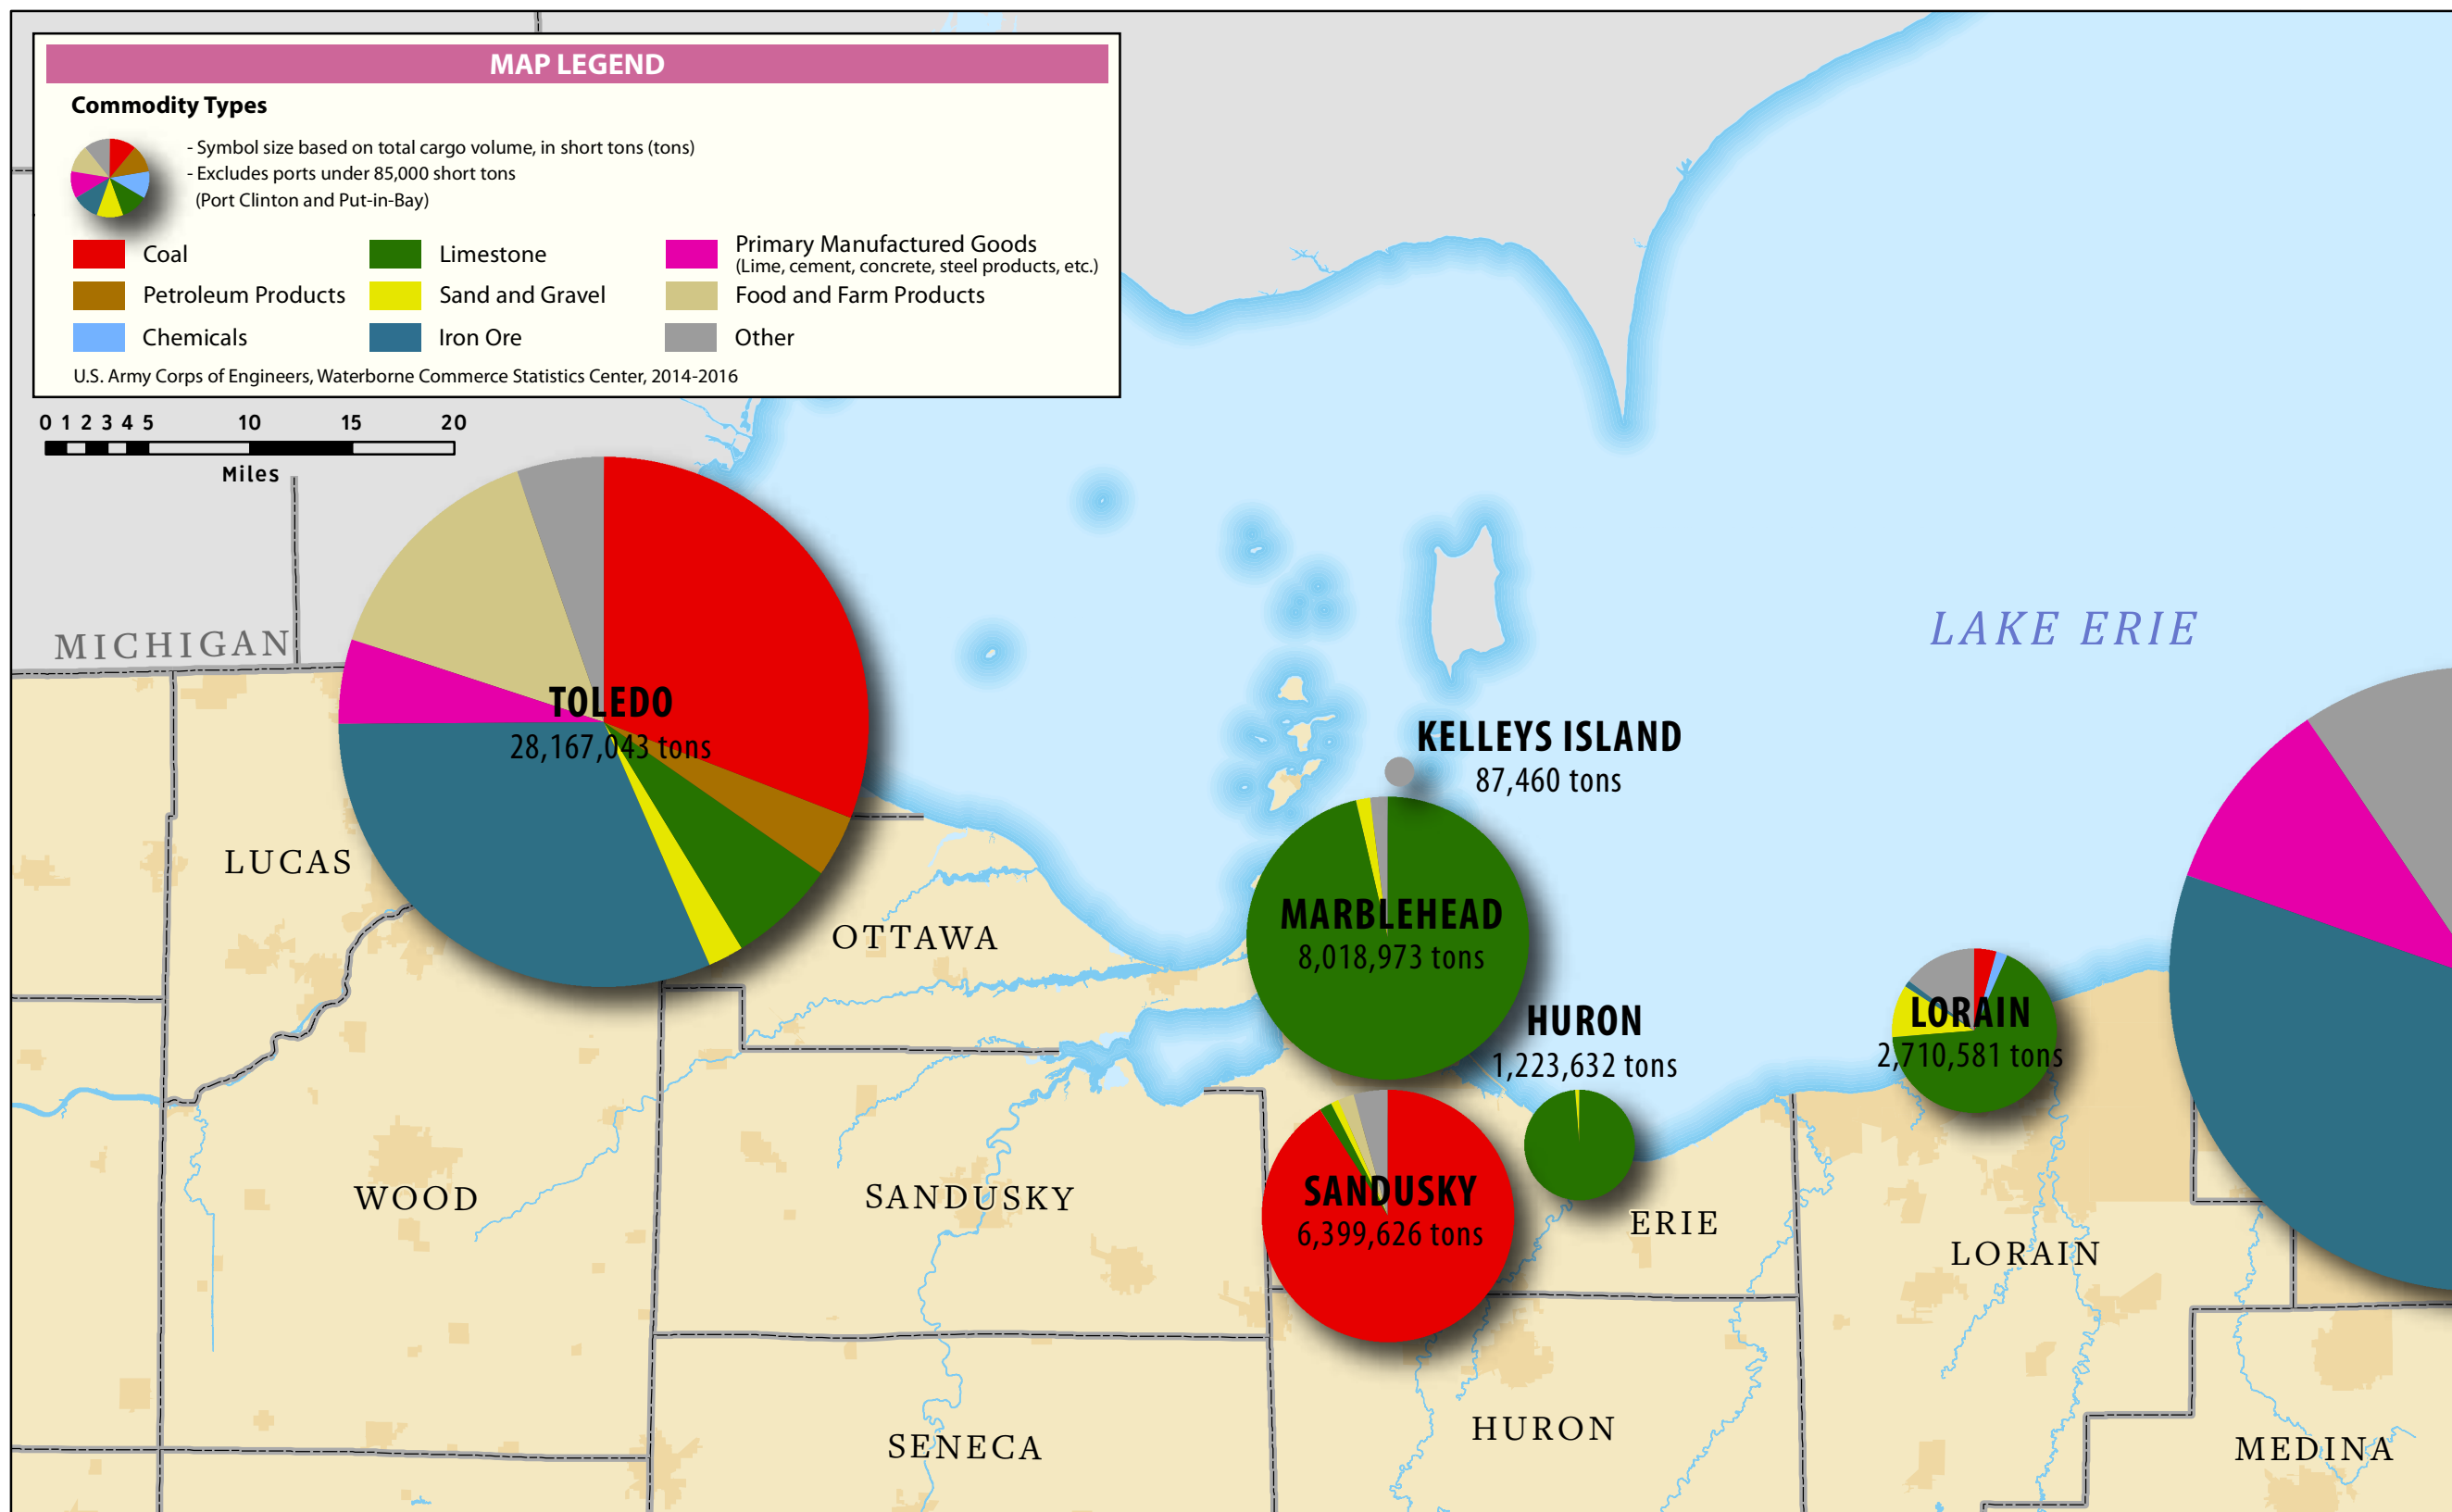 MAP LEGEND
Commodity Types
- Symbol size based on total cargo volume, in short tons (tons)
- Excludes ports under 85,000 short tons
(Port Clinton and Put-in-Bay)
Coal
Limestone
Primary Manufactured Goods
(Lime, cement, concrete, steel products, etc.)
Petroleum Products
Sand and Gravel
Food and Farm Products
Chemicals
Iron Ore
Other
U.S. Army Corps of Engineers, Waterborne Commerce Statistics Center, 2014-2016
0 1 2 3 4 5 10 15 20
Miles
MICHIGAN
LAKE ERIE
TOLEDO
28,167,043 tons
KELLEYS ISLAND
87,460 tons
LUCAS
OTTAWA
MARBLEHEAD
8,018,973 tons
HURON
1,223,632 tons
LORAIN
2,710,581 tons
WOOD
SANDUSKY
SANDUSKY
6,399,626 tons
ERIE
LORAIN
SENECA
HURON
MEDINA